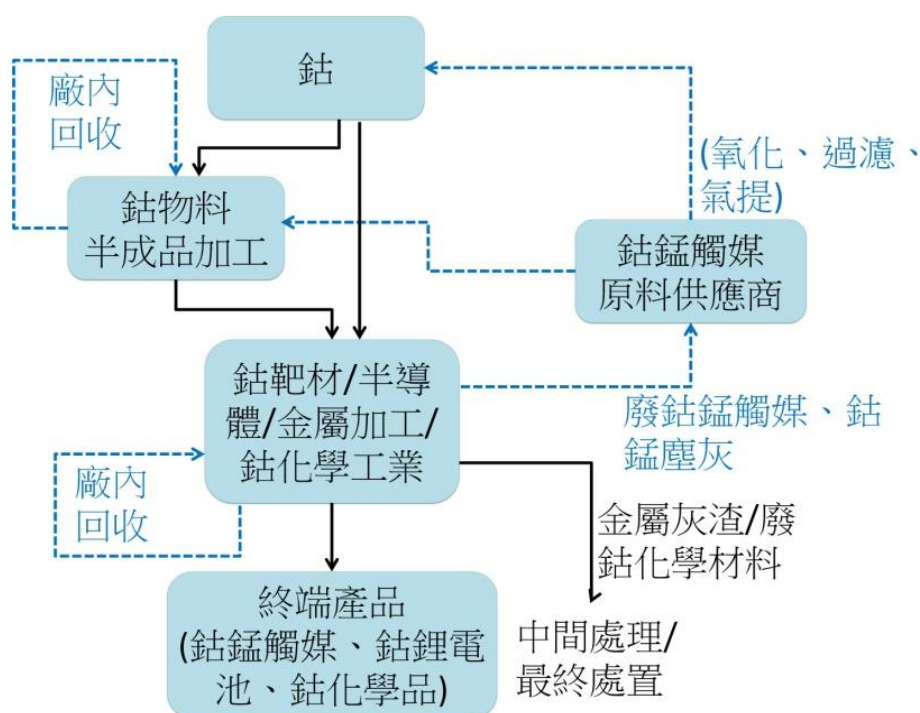 鈷
廠內
回收
(氧化、過濾、
氣提)
鈷物料
半成品加工
鈷錳觸媒
原料供應商
鈷靶材/半導
體/金屬加工/
鈷化學工業
廢鈷錳觸媒、鈷
錳塵灰
廠內
回收
金屬灰渣/廢
鈷化學材料
終端產品
(鈷錳觸媒、鈷鋰電
池、鈷化學品)
中間處理/
最終處置